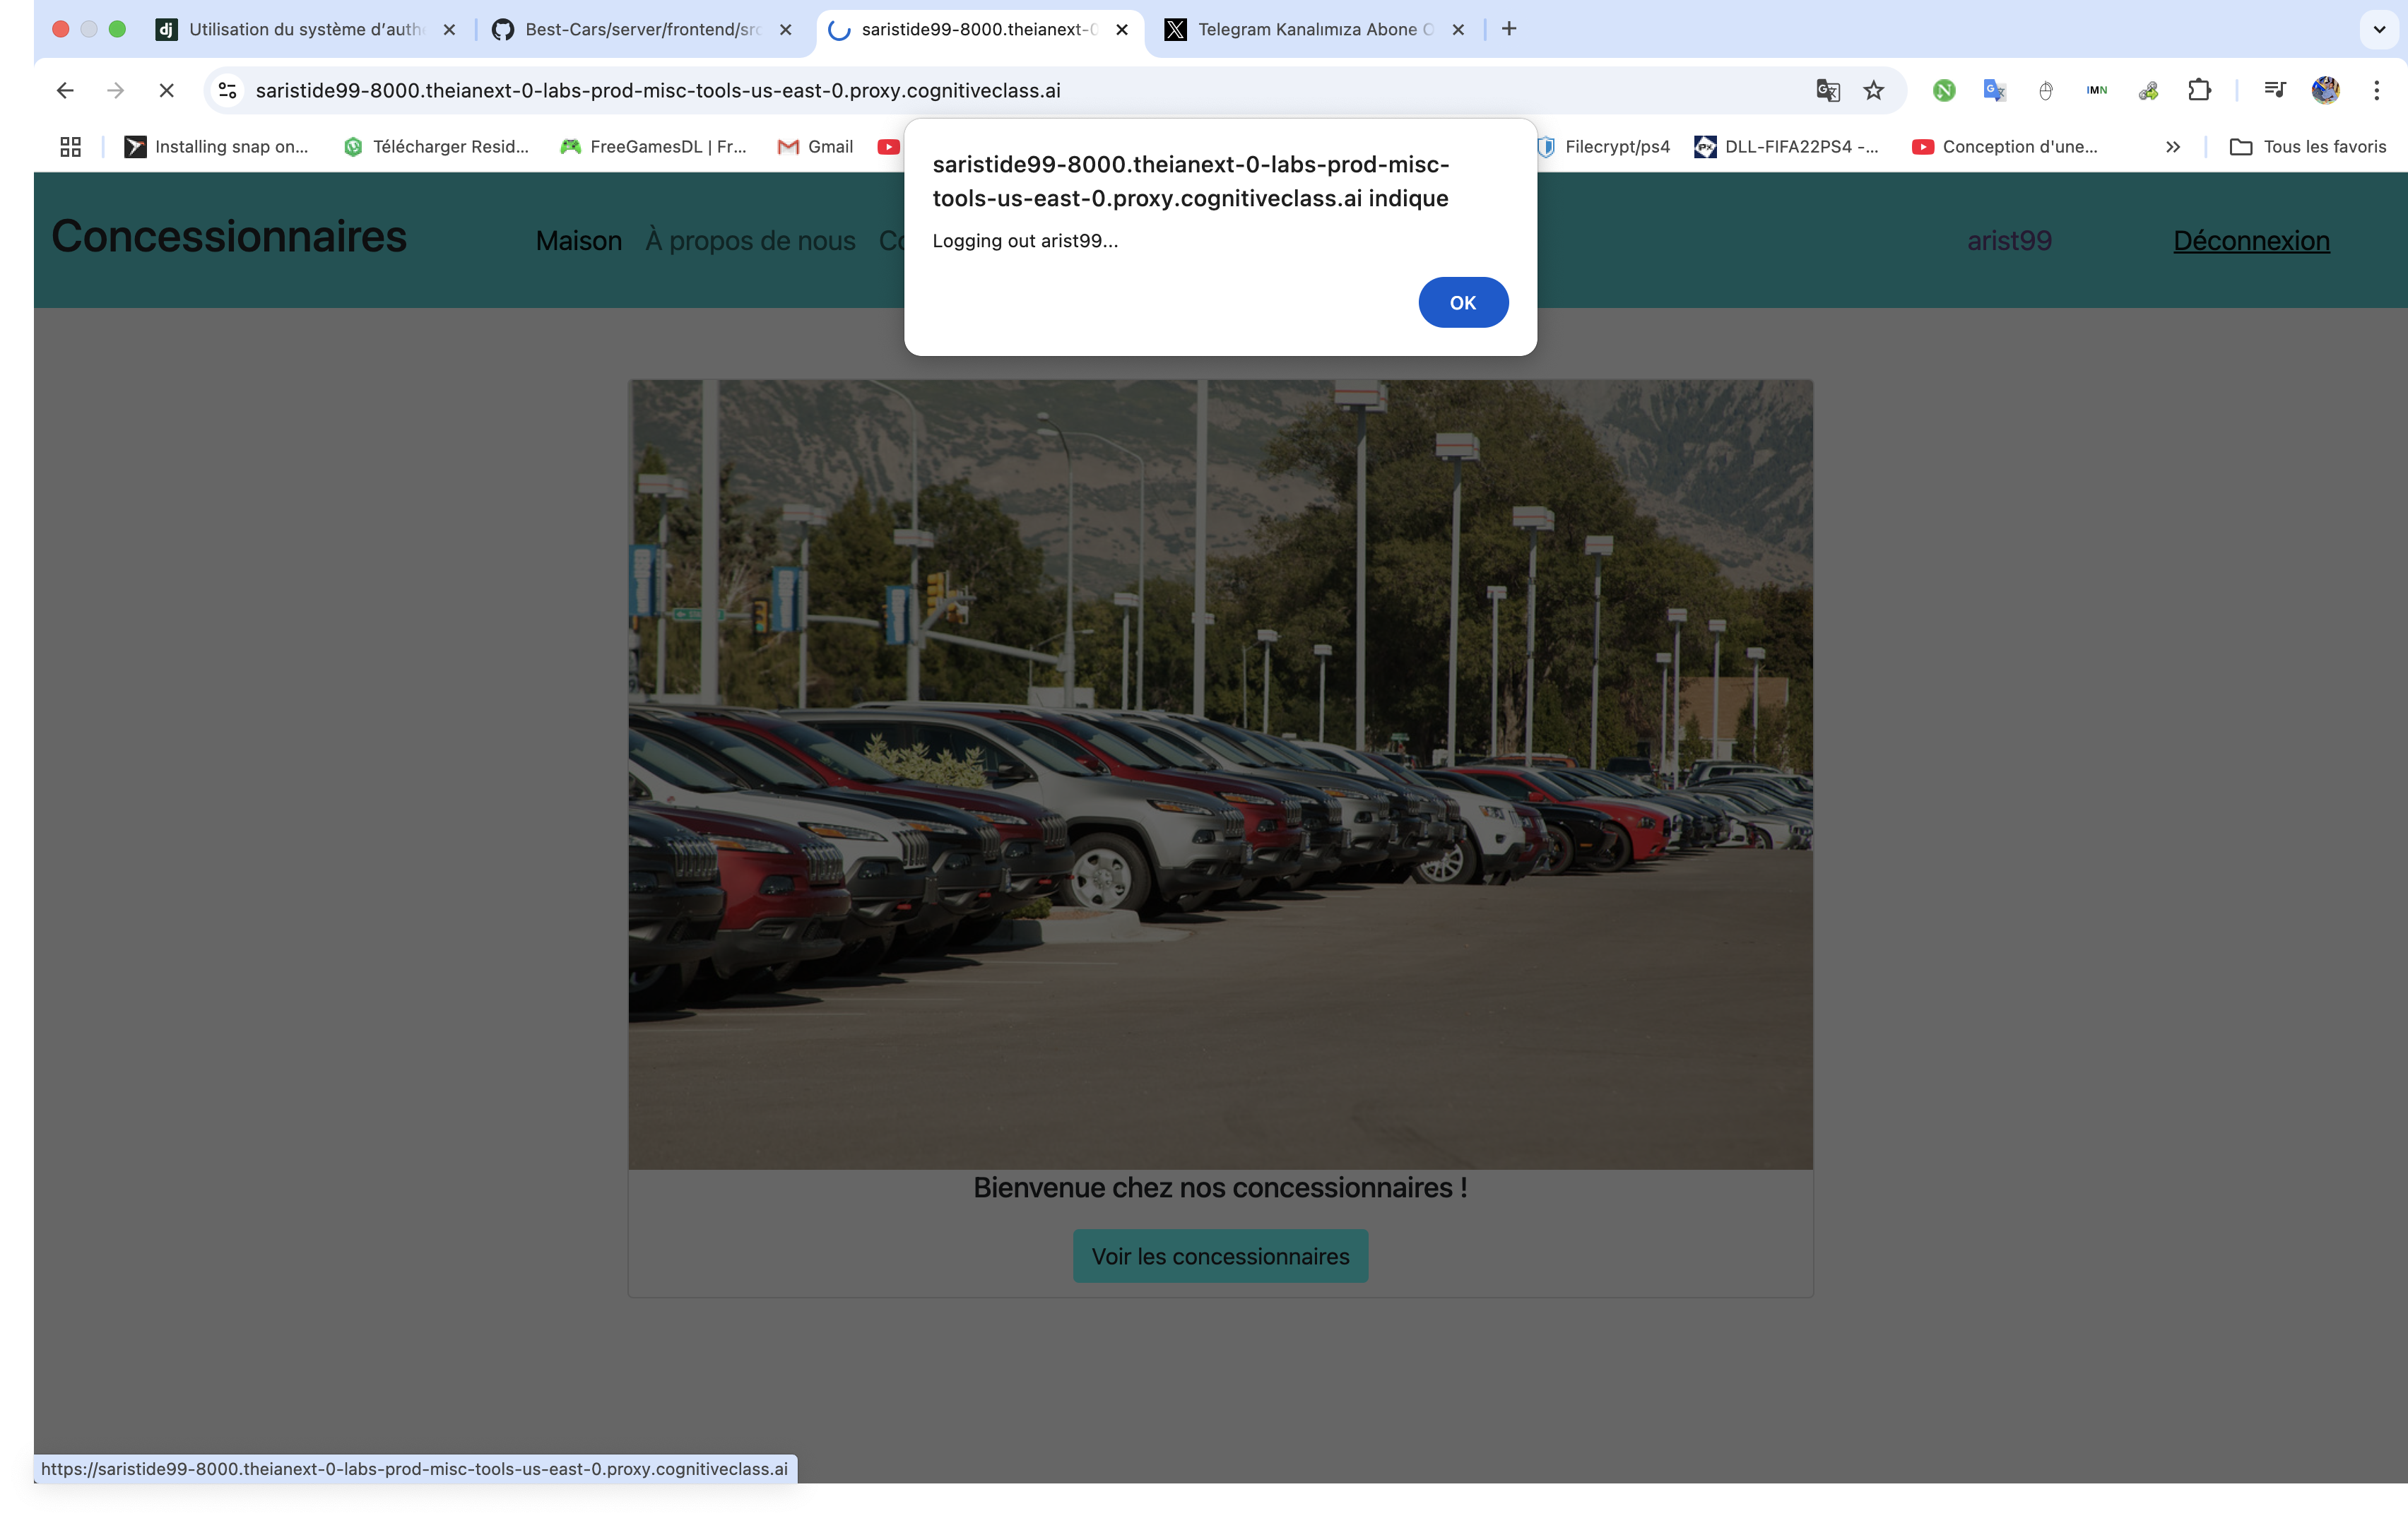 Utilisation du système d'auth
Best-Cars/server/frontend/src
saristide99-8000.theianext-0
Telegram Kanalımıza Abone O
saristide99-8000.theianext-0-labs-prod-misc-tools-us-east-0.proxy.cognitiveclass.ai
IMN
Installing snap on...
Télécharger Resid...
FreeGamesDL | Fr...
Gmail
Filecrypt/ps4
DLL-FIFA22PS4 -...
Conception d'une...
Tous les favoris
saristide99-8000.theianext-0-labs-prod-misc-
tools-us-east-0.proxy.cognitiveclass.ai indique
Logging out arist99...
OK
Concessionnaires
Maison
À propos de nous
Co
arist99
Déconnexion
Bienvenue chez nos concessionnaires !
Voir les concessionnaires
https://saristide99-8000.theianext-0-labs-prod-misc-tools-us-east-0.proxy.cognitiveclass.ai